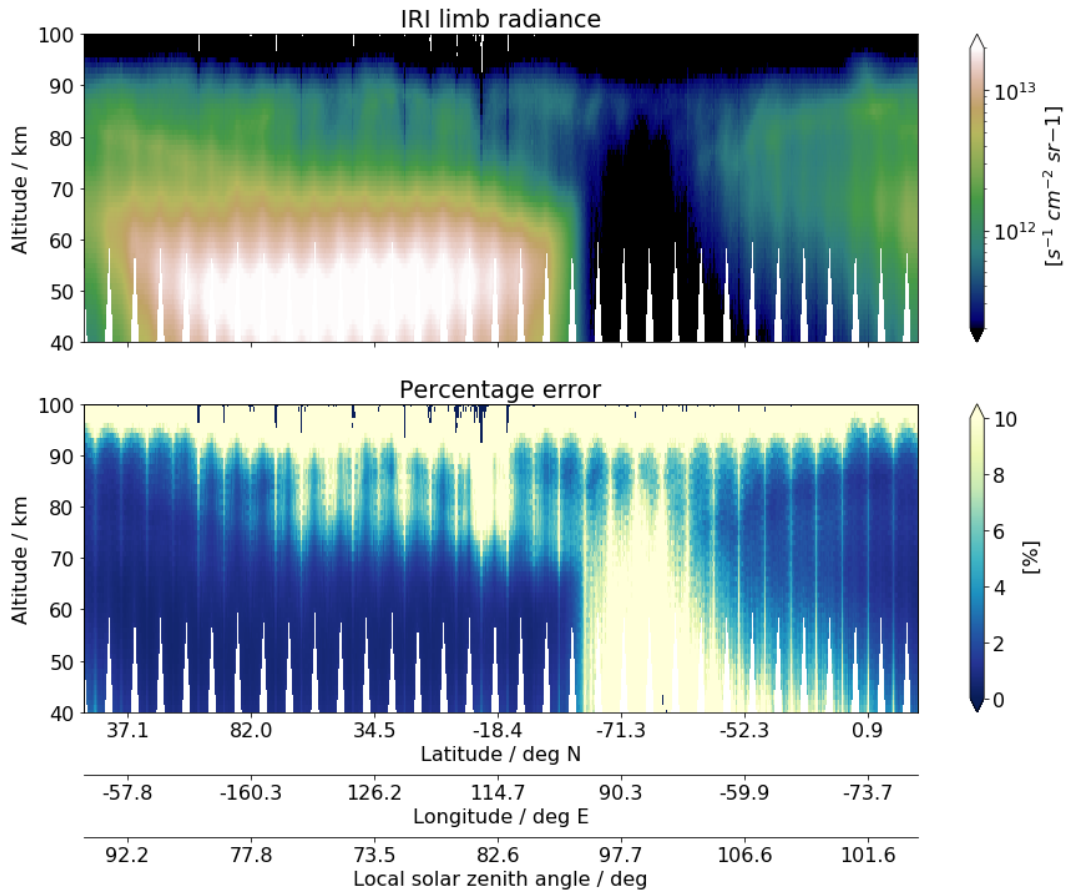 IRI limb radiance
100
90
80
70
60
50
40
Altitude / km
10¹³
10¹²
[s⁻¹ cm⁻² sr−1]
Percentage error
100
90
80
70
60
50
40
Altitude / km
10
8
6
4
2
0
[%]
37.1 82.0 34.5 -18.4 -71.3 -52.3 0.9
Latitude / deg N
-57.8 -160.3 126.2 114.7 90.3 -59.9 -73.7
Longitude / deg E
92.2 77.8 73.5 82.6 97.7 106.6 101.6
Local solar zenith angle / deg